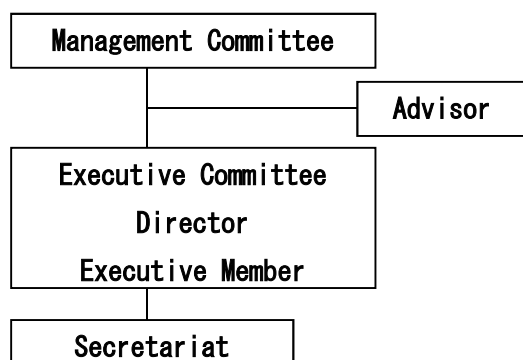 Management Committee
Advisor
Executive Committee
Director
Executive Member
Secretariat